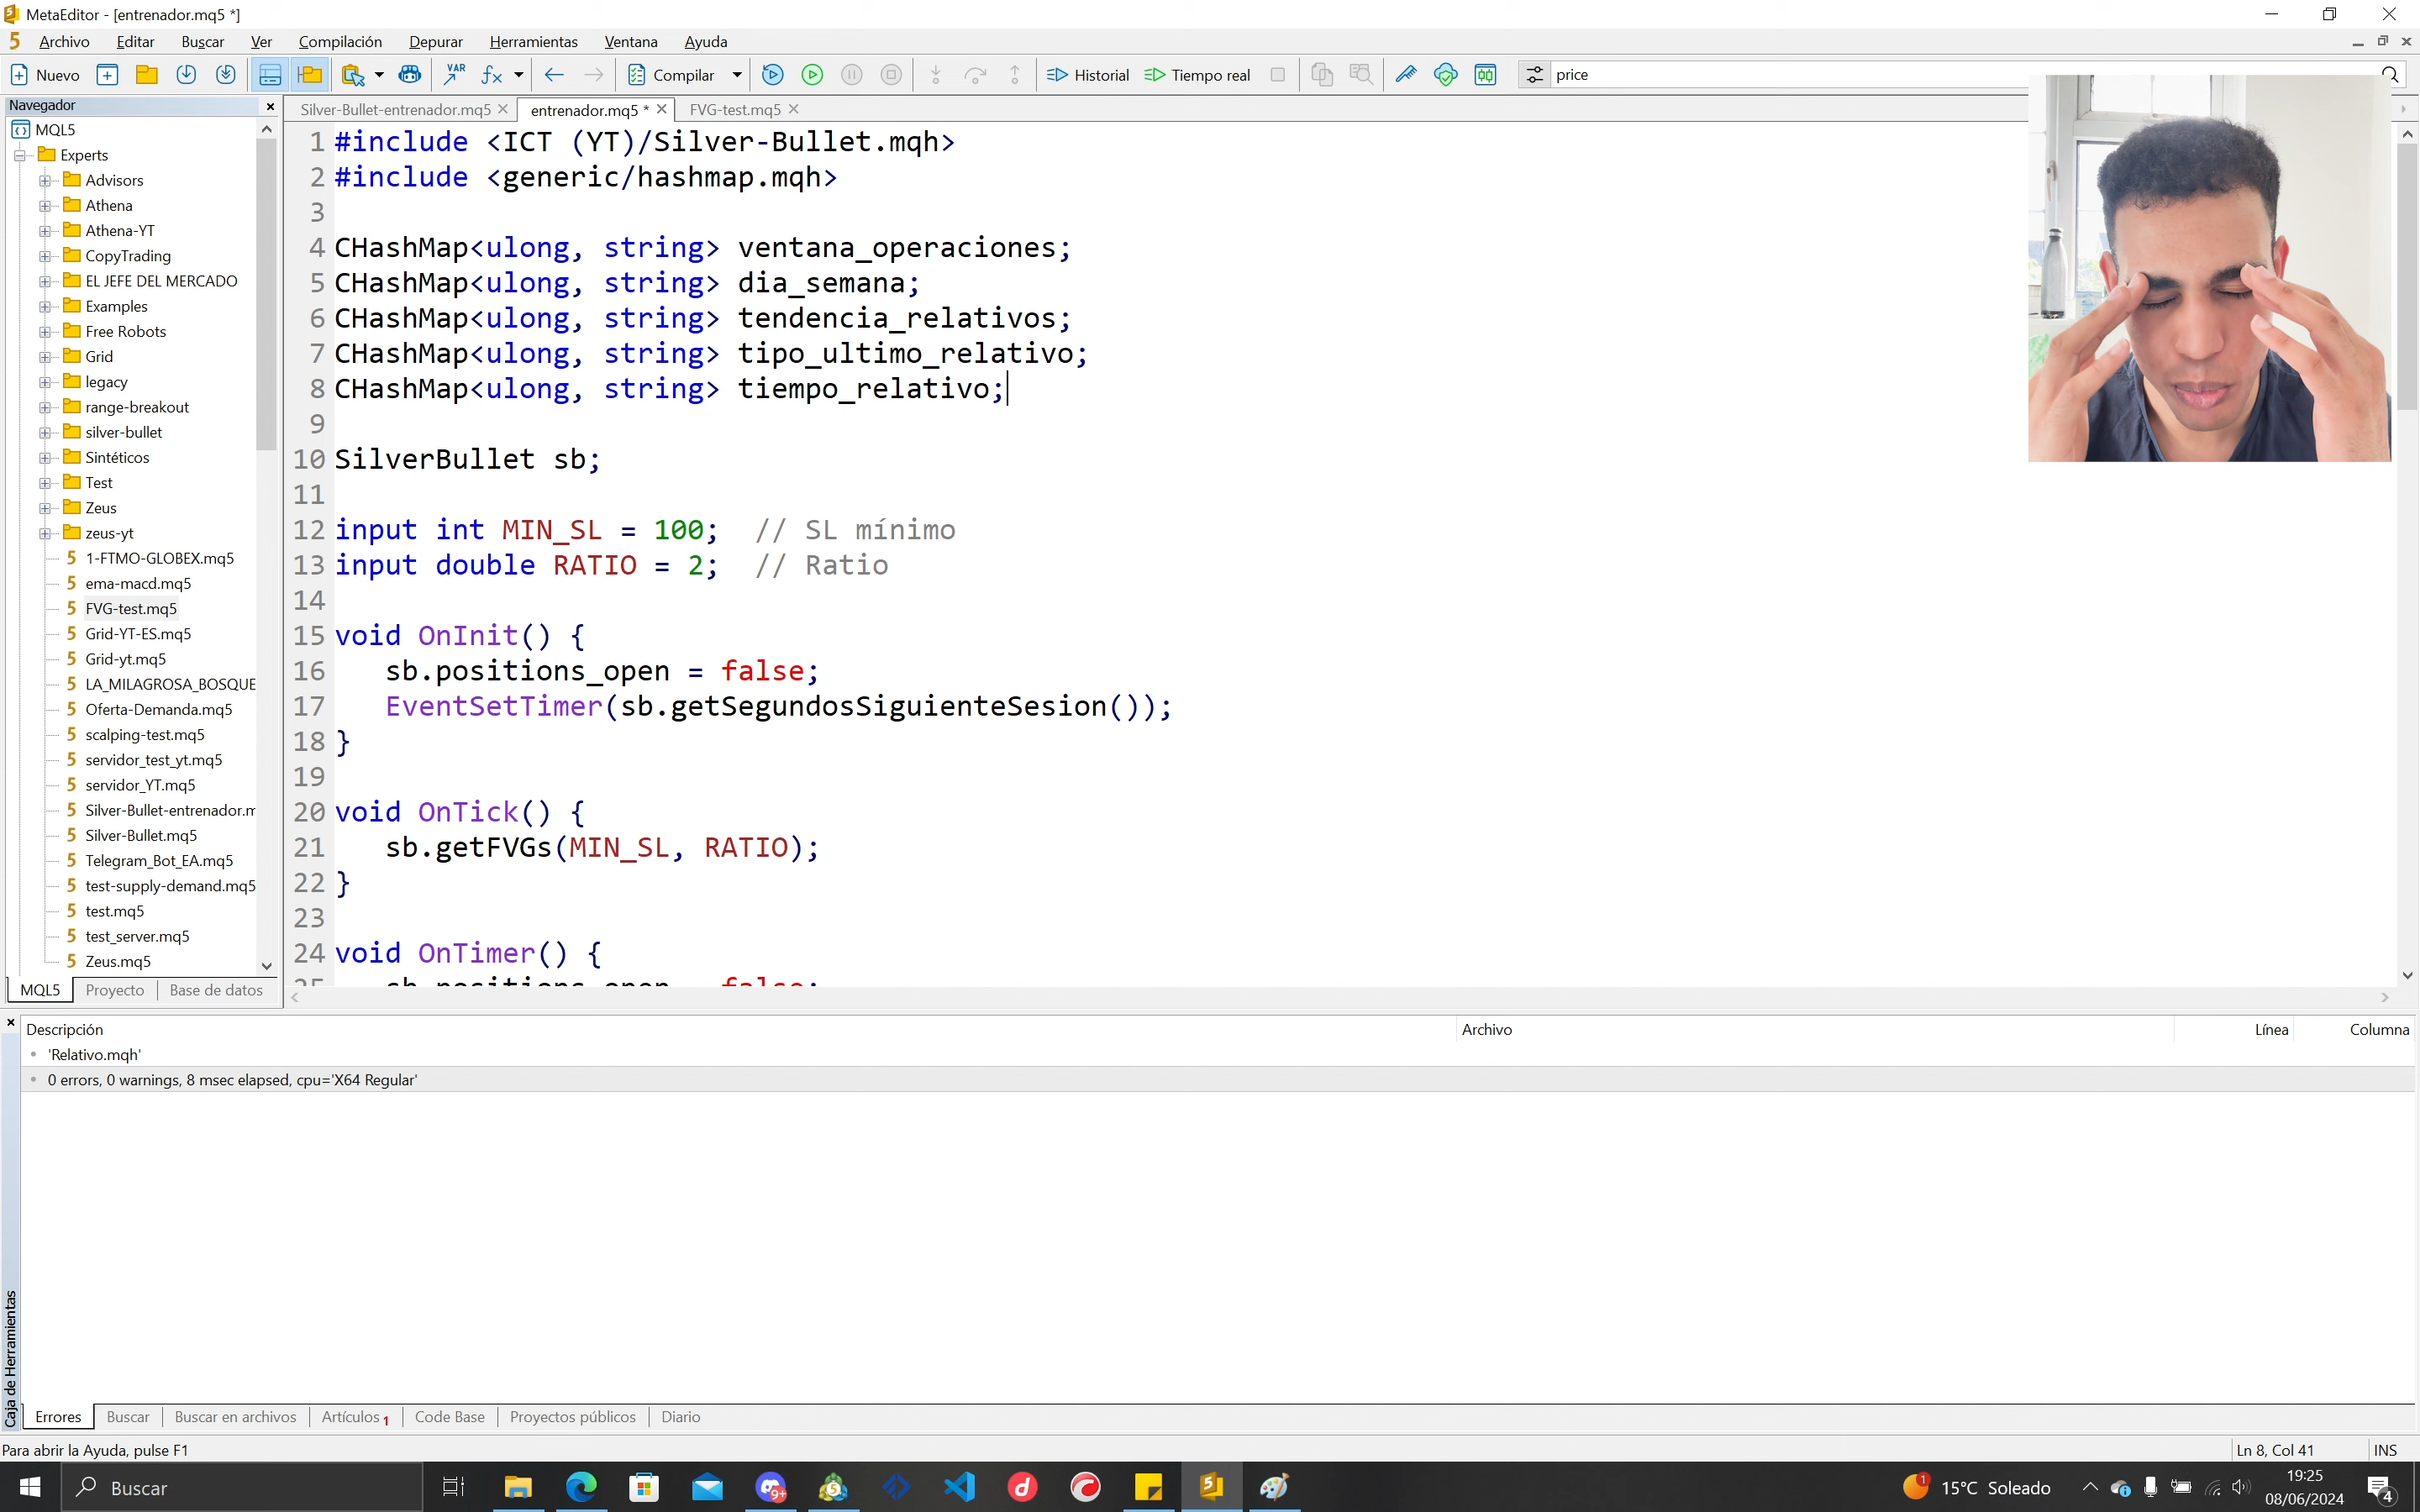 MetaEditor - [entrenador.mq5 *]
Archivo Editar Buscar Ver Compilación Depurar Herramientas Ventana Ayuda
Nuevo VAR Compilar Historial Tiempo real price
Navegador
MQL5
Experts
Advisors
Athena
Athena-YT
CopyTrading
EL JEFE DEL MERCADO
Examples
Free Robots
Grid
legacy
range-breakout
silver-bullet
Sintéticos
Test
Zeus
zeus-yt
1-FTMO-GLOBEX.mq5
ema-macd.mq5
FVG-test.mq5
Grid-YT-ES.mq5
Grid-yt.mq5
LA_MILAGROSA_BOSQUE
Oferta-Demanda.mq5
scalping-test.mq5
servidor_test_yt.mq5
servidor_YT.mq5
Silver-Bullet-entrenador.m
Silver-Bullet.mq5
Telegram_Bot_EA.mq5
test-supply-demand.mq5
test.mq5
test_server.mq5
Zeus.mq5
MQL5 Proyecto Base de datos
Silver-Bullet-entrenador.mq5 entrenador.mq5 * FVG-test.mq5
1 #include <ICT (YT)/Silver-Bullet.mqh>
2 #include <generic/hashmap.mqh>
3
4 CHashMap<ulong, string> ventana_operaciones;
5 CHashMap<ulong, string> dia_semana;
6 CHashMap<ulong, string> tendencia_relativos;
7 CHashMap<ulong, string> tipo_ultimo_relativo;
8 CHashMap<ulong, string> tiempo_relativo;
9
10 SilverBullet sb;
11
12 input int MIN_SL = 100; // SL mínimo
13 input double RATIO = 2; // Ratio
14
15 void OnInit() {
16 sb.positions_open = false;
17 EventSetTimer(sb.getSegundosSiguienteSesion());
18 }
19
20 void OnTick() {
21 sb.getFVGs(MIN_SL, RATIO);
22 }
23
24 void OnTimer() {
25 sb.positions_open = false;
Descripción Archivo Línea Columna
'Relativo.mqh'
0 errors, 0 warnings, 8 msec elapsed, cpu='X64 Regular'
Caja de Herramientas
Errores Buscar Buscar en archivos Artículos 1 Code Base Proyectos públicos Diario
Para abrir la Ayuda, pulse F1 Ln 8, Col 41 INS
Buscar 9+ 1 15°C Soleado 19:25
08/06/2024 4